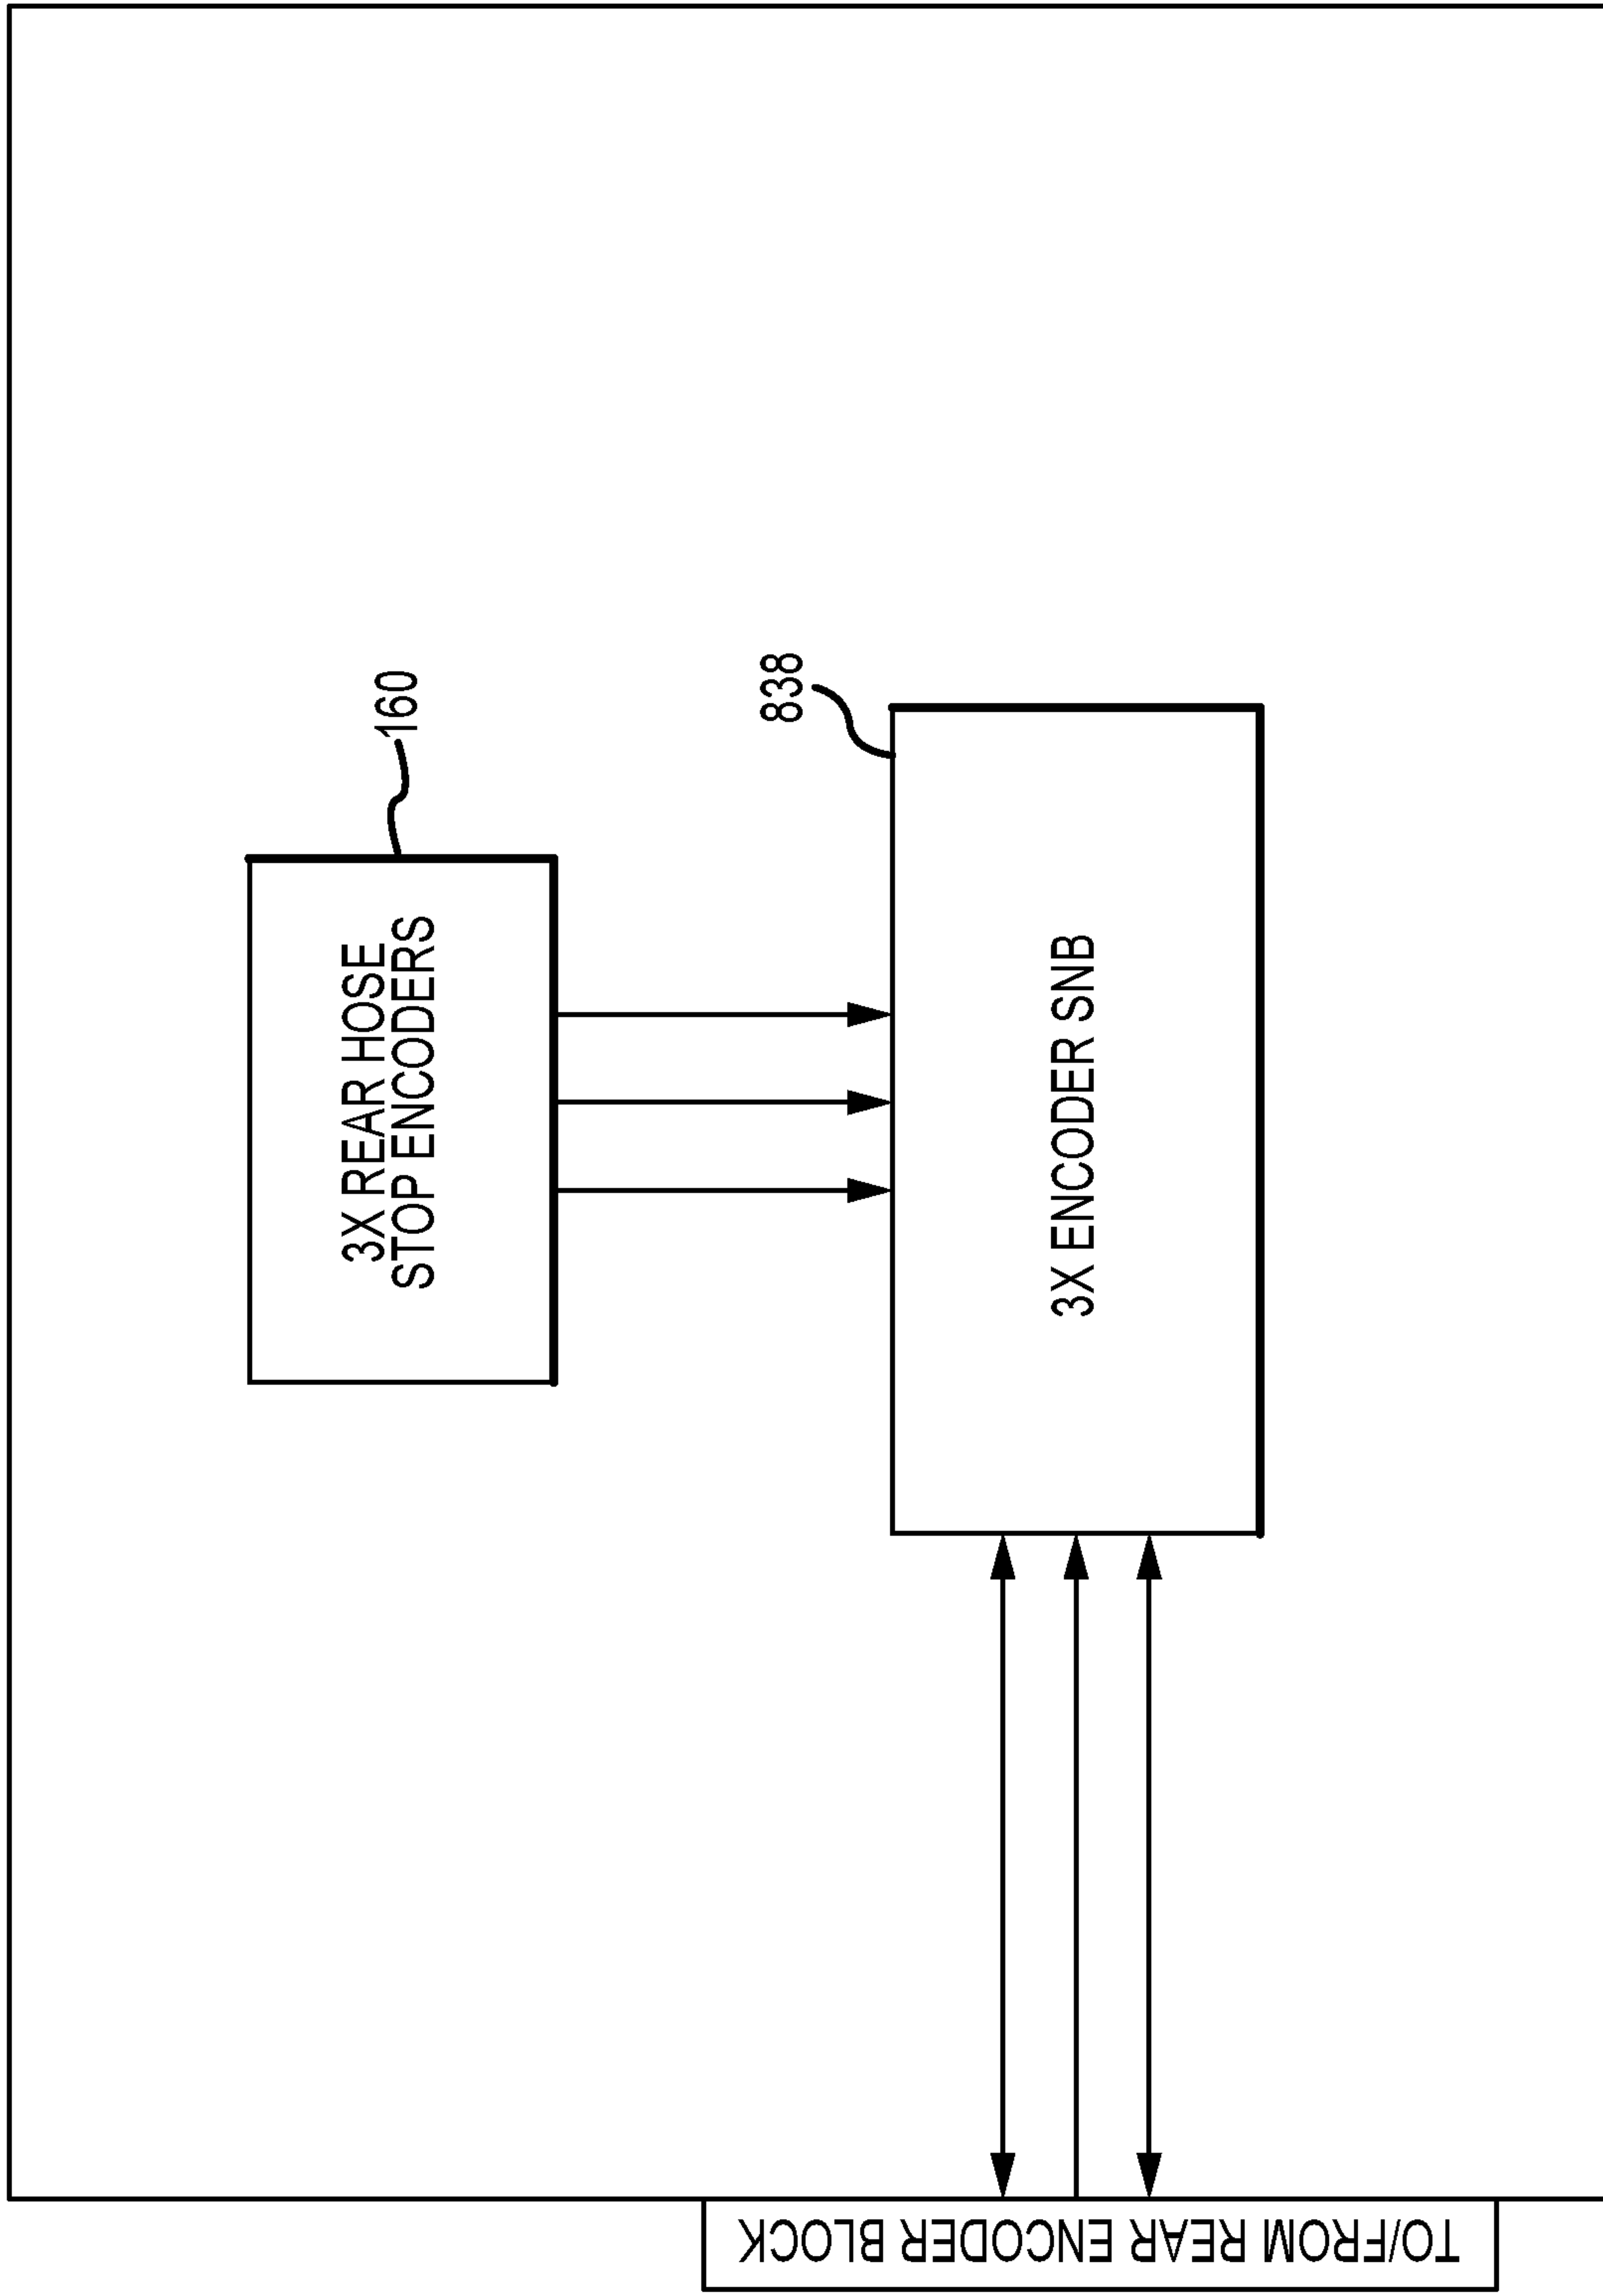 3X REAR HOSE
STOP ENCODERS
160
838
3X ENCODER SNB
TO/FROM REAR ENCODER BLOCK